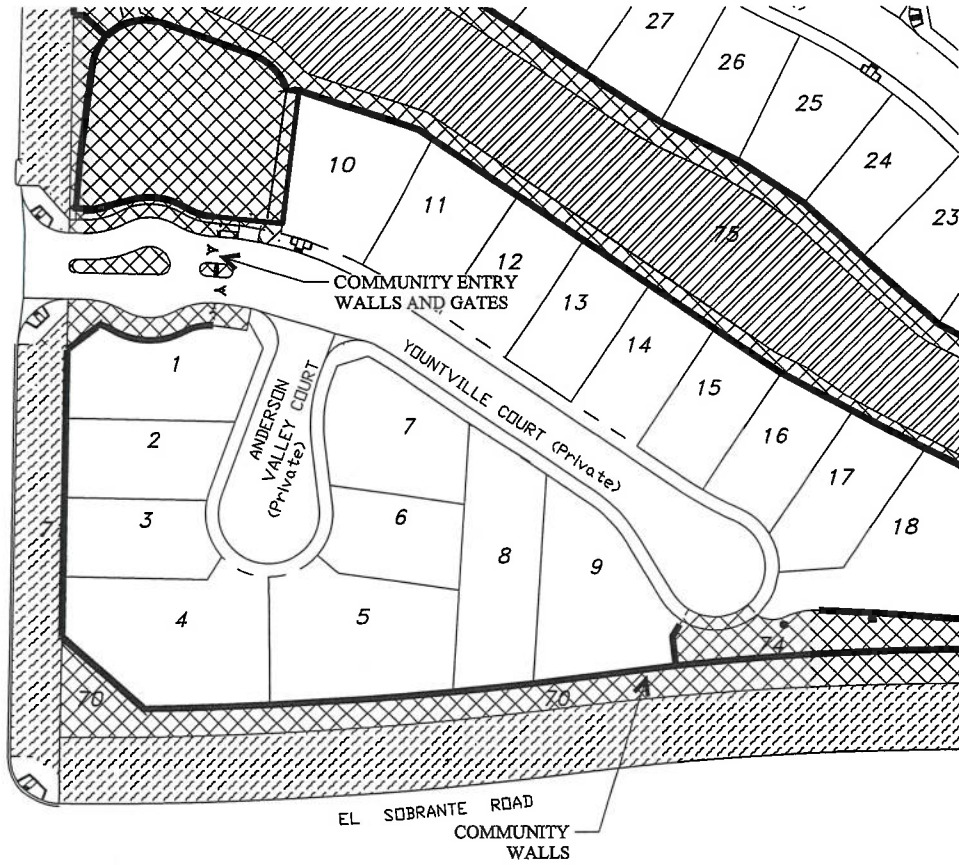 27
26
25
24
23
10
11
12
13
14
15
16
17
18
75
COMMUNITY ENTRY
WALLS AND GATES
Y
Y
1
2
3
4
5
6
7
8
9
ANDERSON
VALLEY COURT
(Private)
YOUNTVILLE COURT (Private)
74
70
70
EL SOBRANTE ROAD
COMMUNITY
WALLS